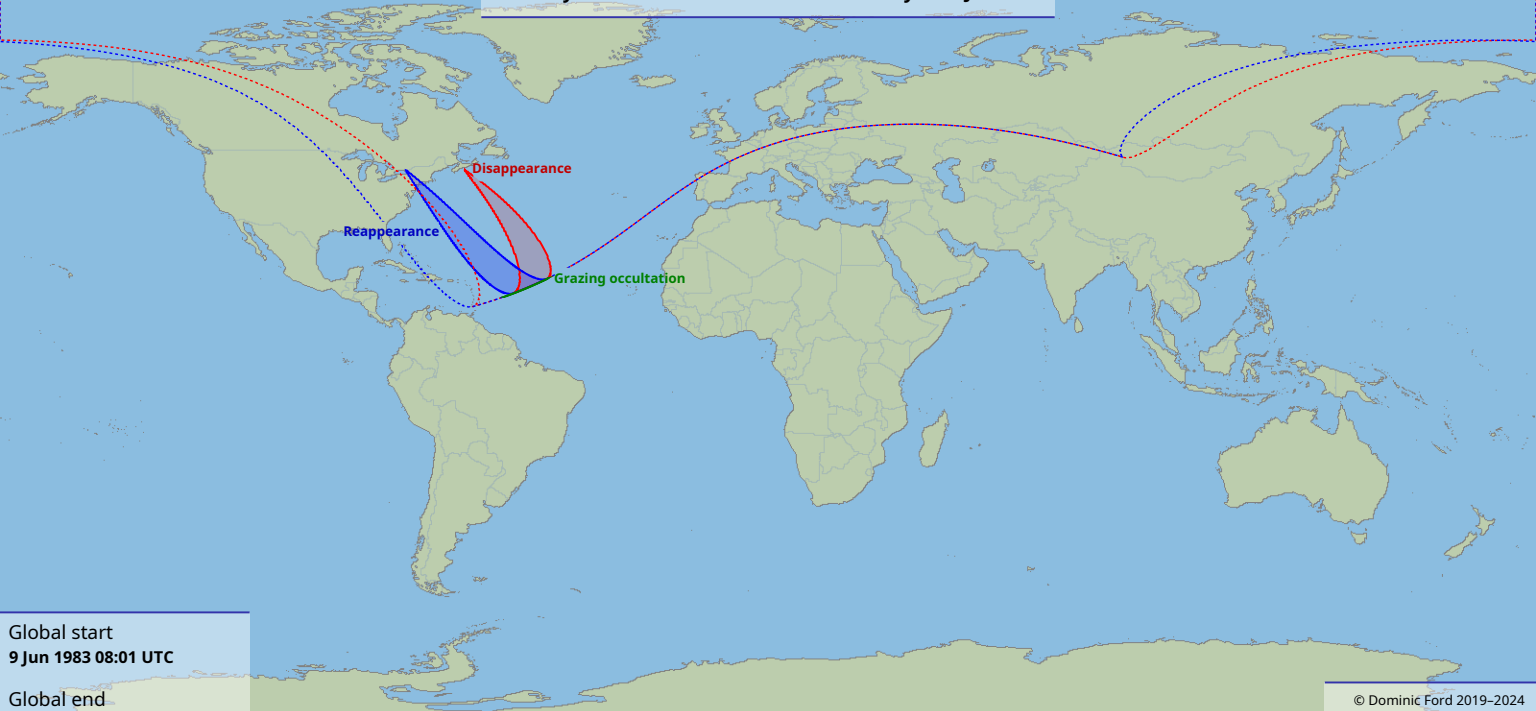 Disappearance
Reappearance
Grazing occultation
Global start
9 Jun 1983 08:01 UTC
Global end
© Dominic Ford 2019–2024